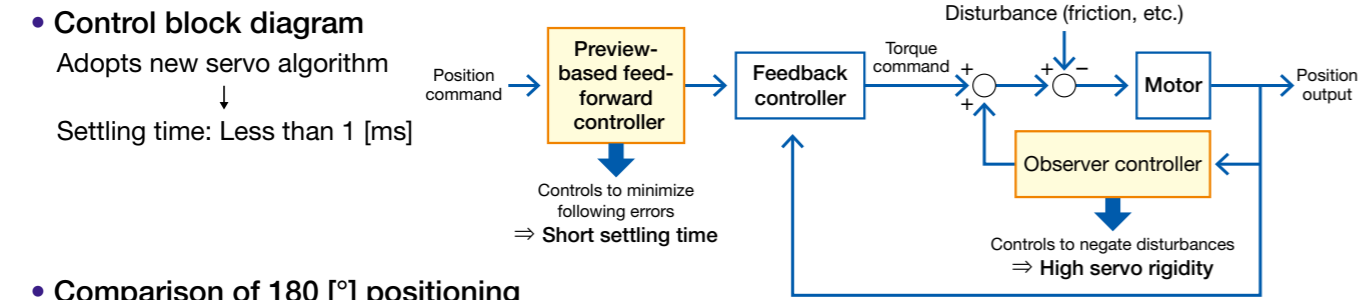 • Control block diagram
Adopts new servo algorithm
↓
Settling time: Less than 1 [ms]
Position
command
Preview-
based feed-
forward
controller
Controls to minimize
following errors
⇒ Short settling time
Feedback
controller
Torque
command
+
+
Disturbance (friction, etc.)
+
−
Motor
Position
output
Observer controller
Controls to negate disturbances
⇒ High servo rigidity
• Comparison of 180 [°] positioning